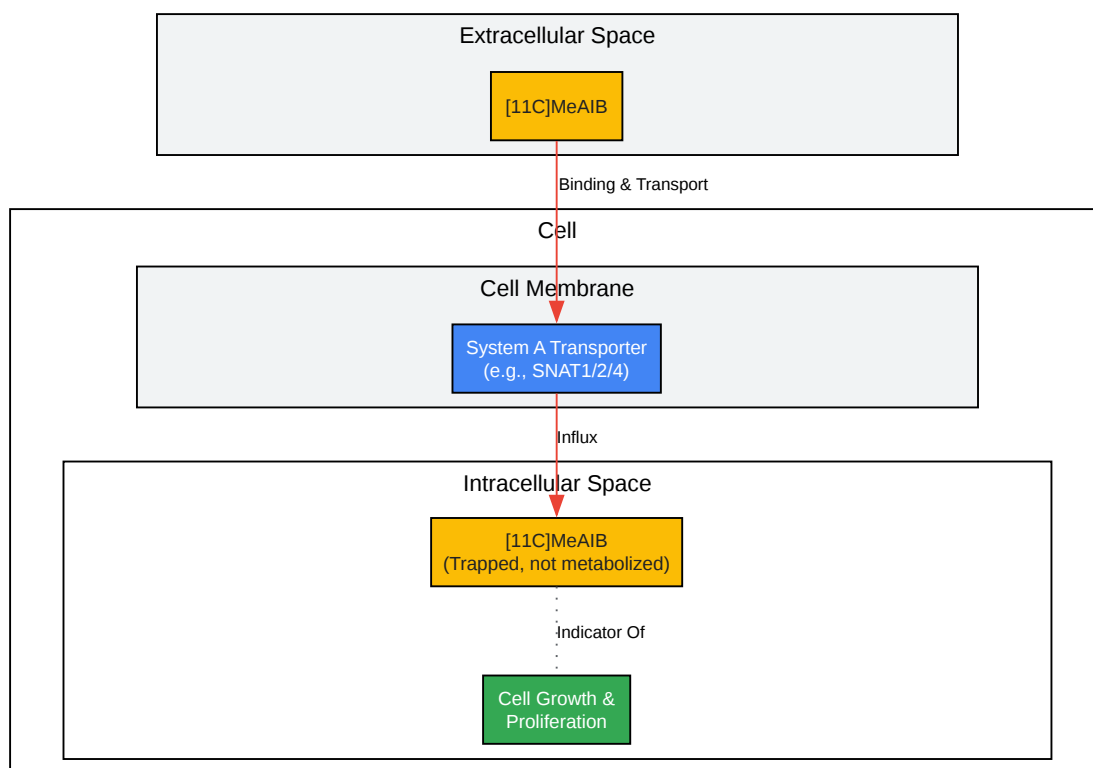 Extracellular Space
[11C]MeAIB
Binding & Transport
Cell
Cell Membrane
System A Transporter
(e.g., SNAT1/2/4)
Influx
Intracellular Space
[11C]MeAIB
(Trapped, not metabolized)
Indicator Of
Cell Growth &
Proliferation